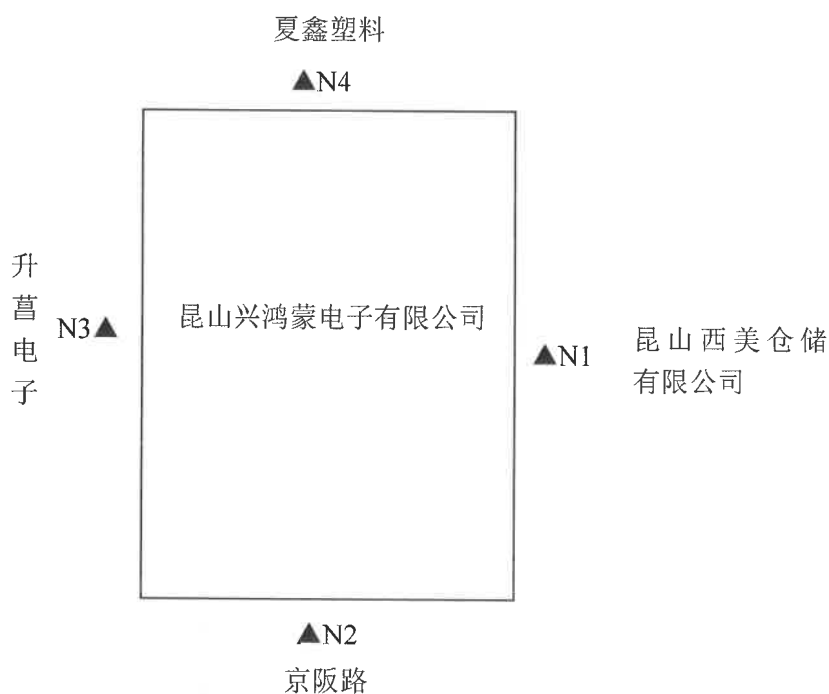 夏鑫塑料
▲N4
升菖电子
N3▲
昆山兴鸿蒙电子有限公司
▲N1
昆山西美仓储
有限公司
▲N2
京阪路